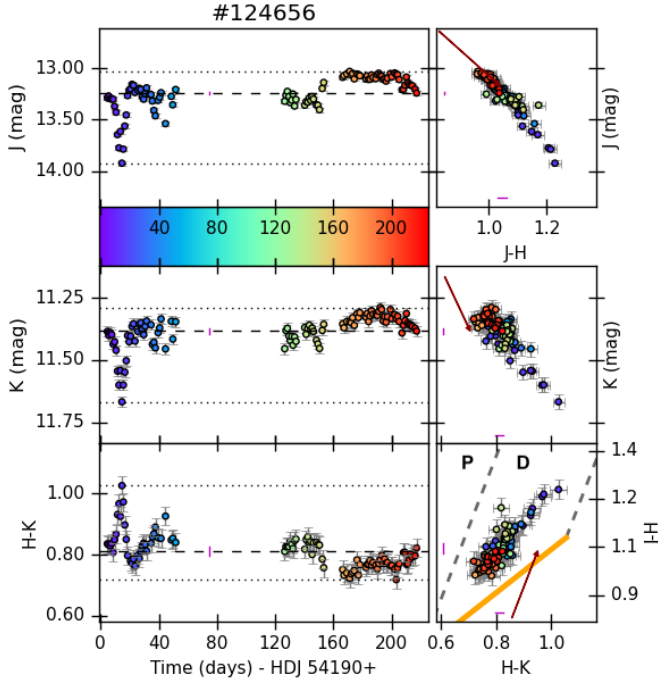 #124656
13.00
13.50
14.00
J (mag)
J (mag)
1.0 1.2
J-H
40 80 120 160 200
11.25
11.50
11.75
K (mag)
K (mag)
P D
1.00
0.80
0.60
H-K
1.4
1.2
1.1
0.9
J-H
0 40 80 120 160 200
Time (days) - HDJ 54190+
0.6 0.8 1.0
H-K